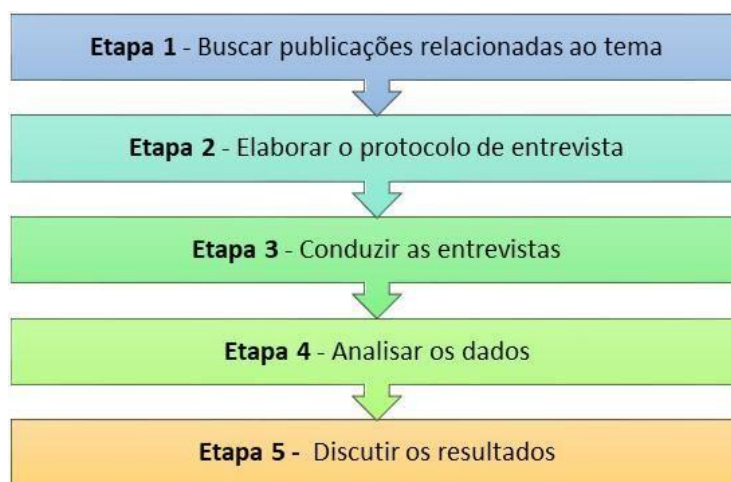 Etapa 1 - Buscar publicações relacionadas ao tema
Etapa 2 - Elaborar o protocolo de entrevista
Etapa 3 - Conduzir as entrevistas
Etapa 4 - Analisar os dados
Etapa 5 - Discutir os resultados